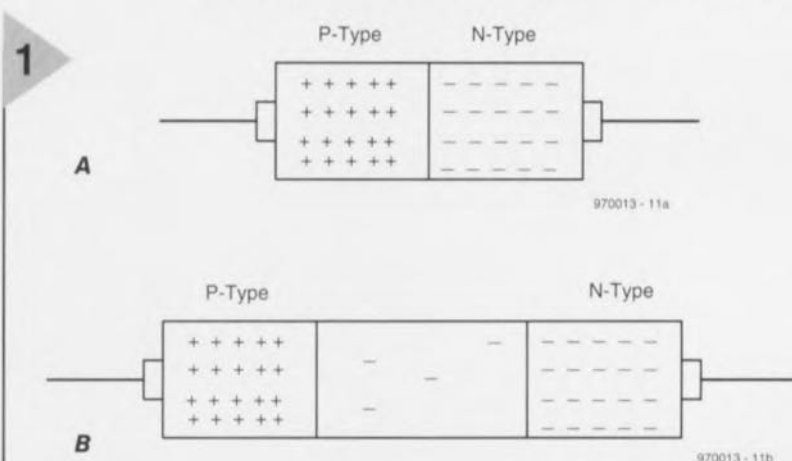 1
P-Type N-Type
+ + + + + − − − − −
+ + + + + − − − − −
+ + + + + − − − − −
+ + + + + − − − − −
A
970013 - 11a
P-Type N-Type
+ + + + + − − − − − −
+ + + + + − − − − − − −
+ + + + + − − − − −
+ + + + + − − − − − −
B
970013 - 11b